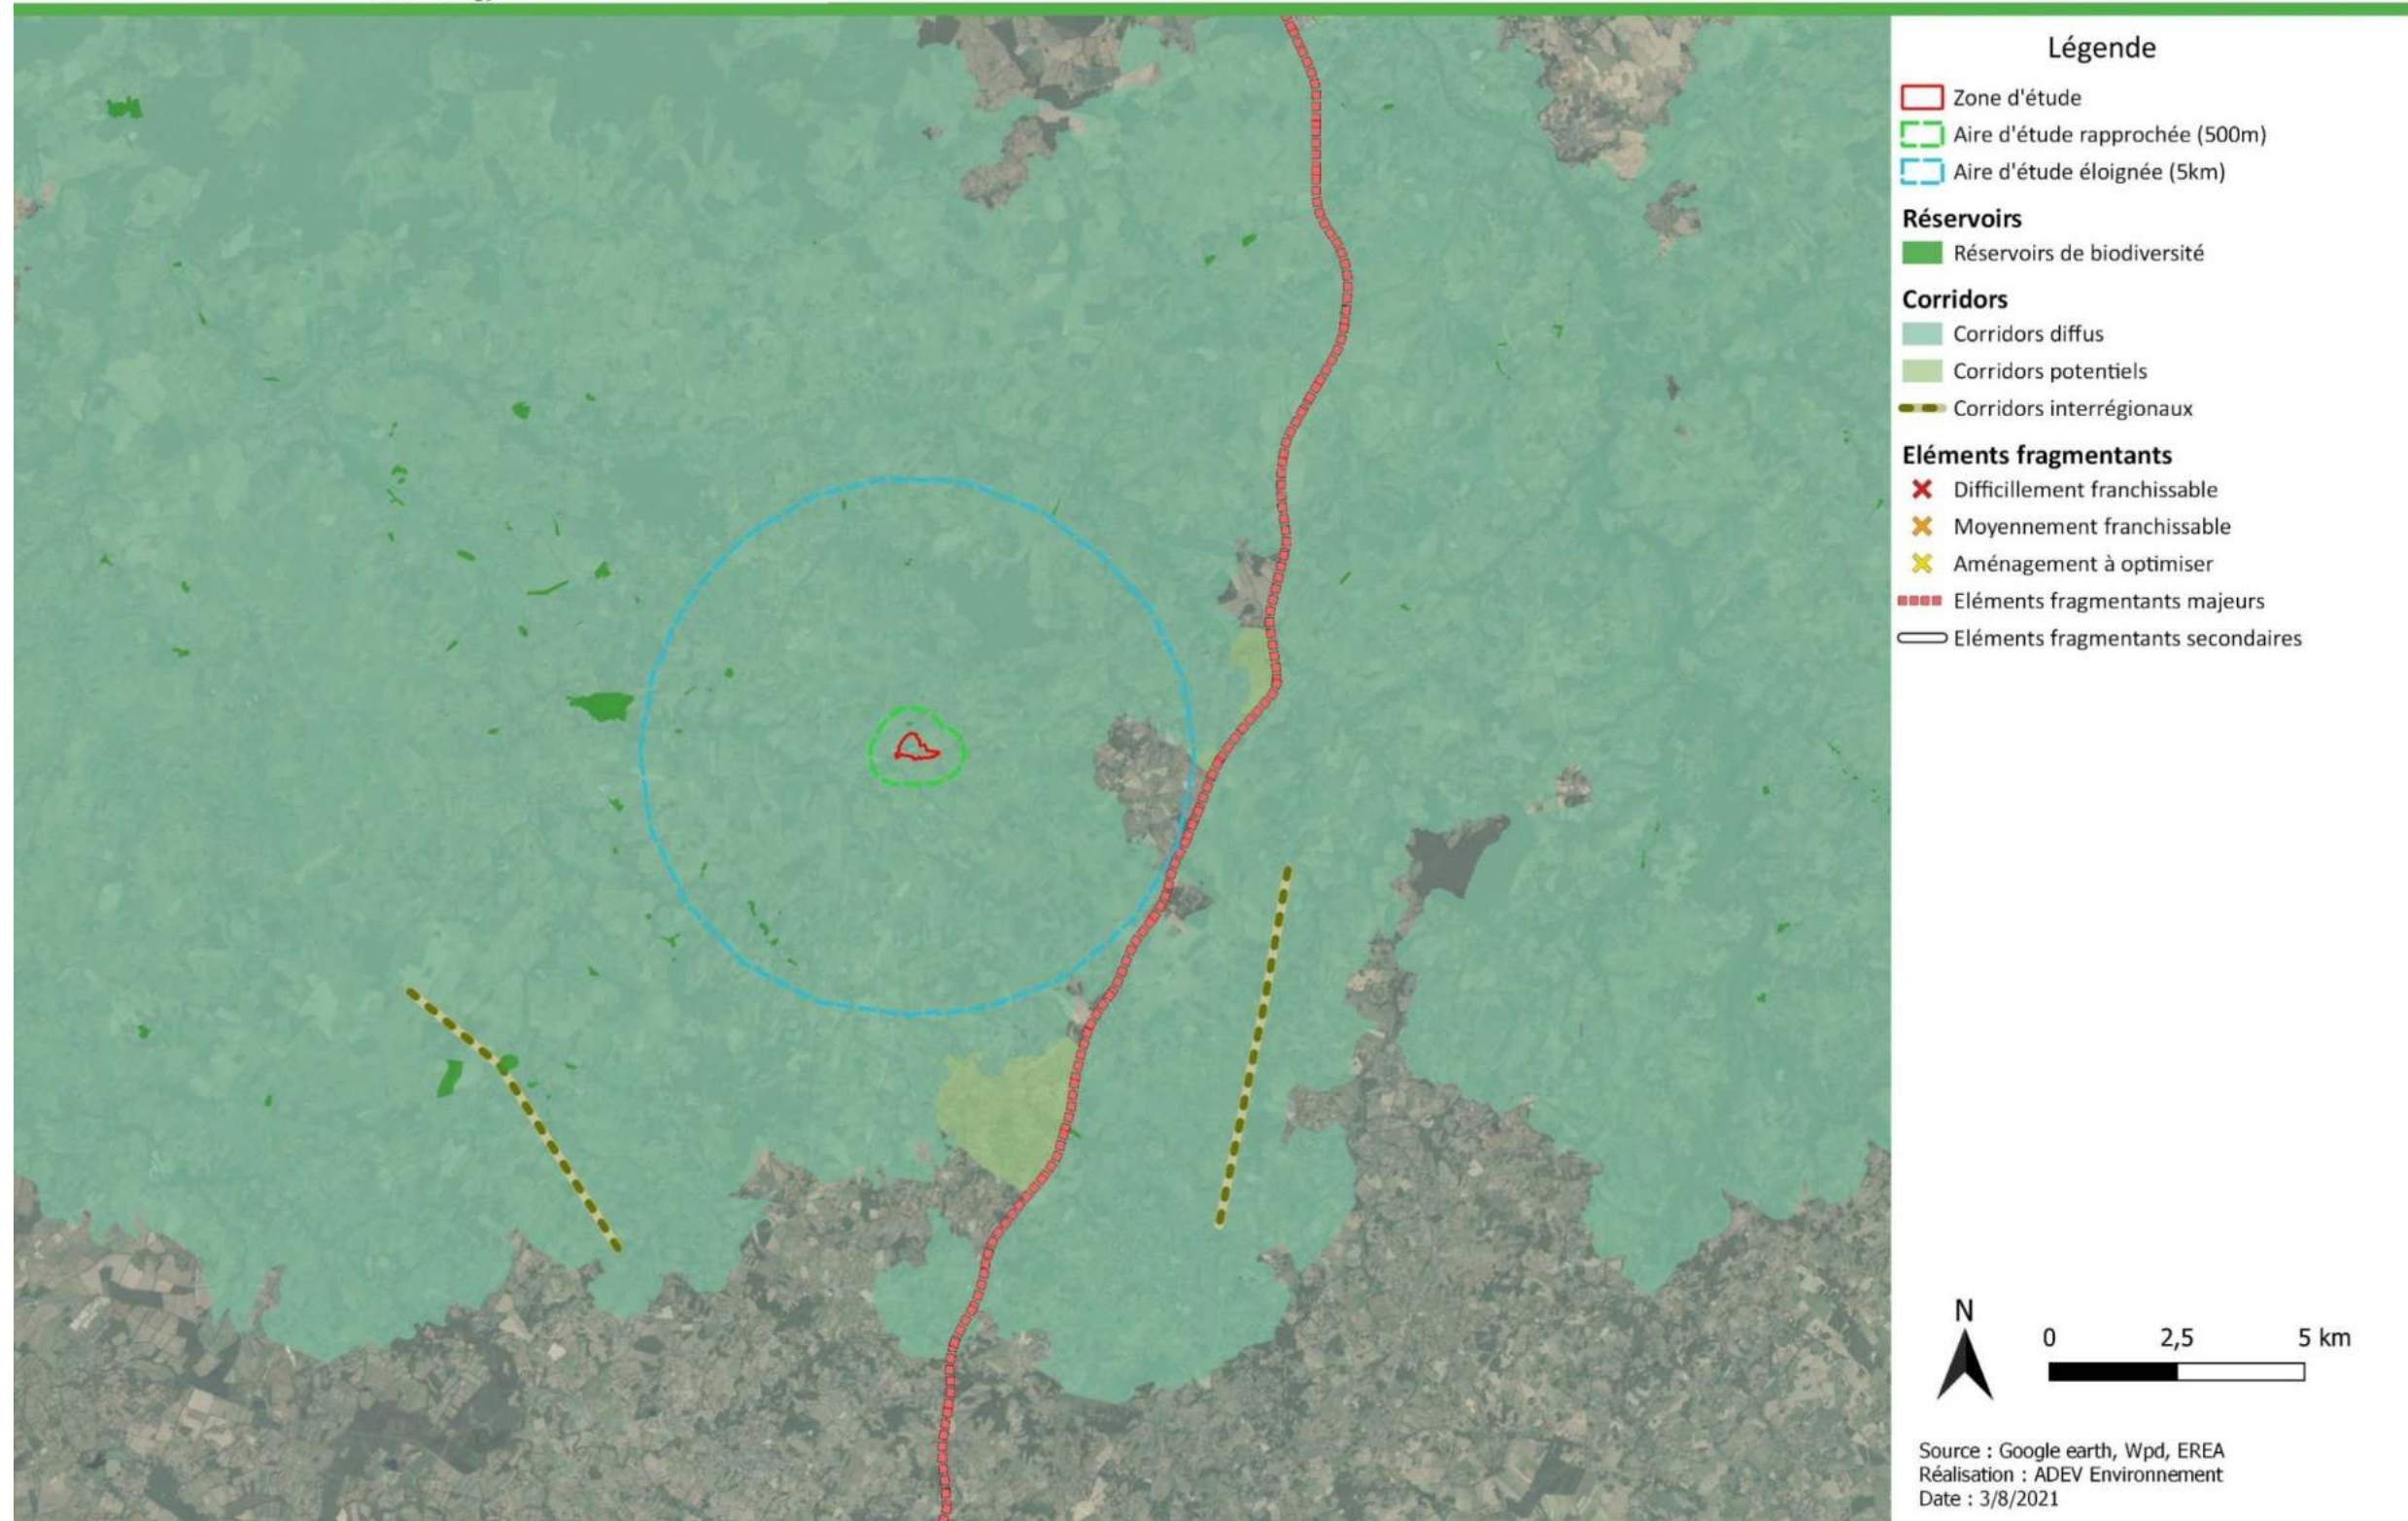 Légende
Zone d'étude
Aire d'étude rapprochée (500m)
Aire d'étude éloignée (5km)
Réservoirs
Réservoirs de biodiversité
Corridors
Corridors diffus
Corridors potentiels
Corridors interrégionaux
Eléments fragmentants
Difficillement franchissable
Moyennement franchissable
Aménagement à optimiser
Eléments fragmentants majeurs
Eléments fragmentants secondaires
N
0 2,5 5 km
Source : Google earth, Wpd, EREA
Réalisation : ADEV Environnement
Date : 3/8/2021